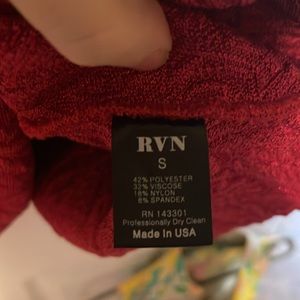 RVN
S
42% POLYESTER
32% VISCOSE
18% NYLON
8% SPANDEX
RN 143301
Professionally Dry Clean
Made In USA